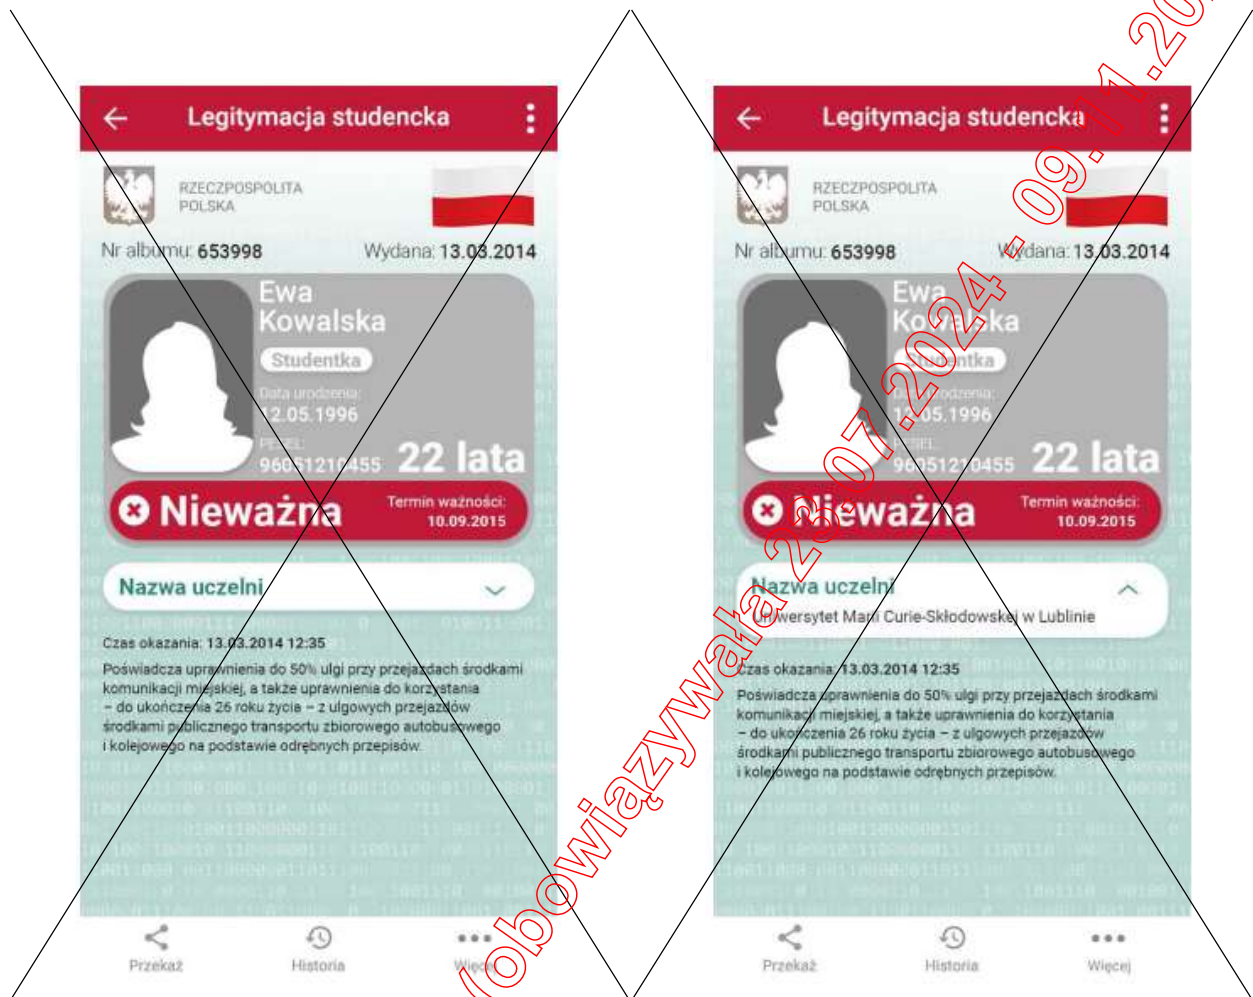 Legitymacja studencka
RZECZPOSPOLITA
POLSKA
Nr albumu: 653998 Wydana: 13.03.2014
Ewa
Kowalska
Studentka
Data urodzenia:
12.05.1996
PESEL:
96051210455 22 lata
Nieważna
Termin ważności:
10.09.2015
Nazwa uczelni
Czas okazania: 13.03.2014 12:35
Poświadcza uprawnienia do 50% ulgi przy przejazdach środkami
komunikacji miejskiej, a także uprawnienia do korzystania
– do ukończenia 26 roku życia – z ulgowych przejazdów
środkami publicznego transportu zbiorowego autobusowego
i kolejowego na podstawie odrębnych przepisów.
Przekaż Historia Więcej
Legitymacja studencka
RZECZPOSPOLITA
POLSKA
Nr albumu: 653998 Wydana: 13.03.2014
Ewa
Kowalska
Studentka
Data urodzenia:
12.05.1996
PESEL:
96051210455 22 lata
Nieważna
Termin ważności:
10.09.2015
Nazwa uczelni
Uniwersytet Marii Curie-Skłodowskej w Lublinie
Czas okazania: 13.03.2014 12:35
Poświadcza uprawnienia do 50% ulgi przy przejazdach środkami
komunikacji miejskiej, a także uprawnienia do korzystania
– do ukończenia 26 roku życia – z ulgowych przejazdów
środkami publicznego transportu zbiorowego autobusowego
i kolejowego na podstawie odrębnych przepisów.
Przekaż Historia Więcej
(obowiązywała 23.07.2024 - 09.11.20